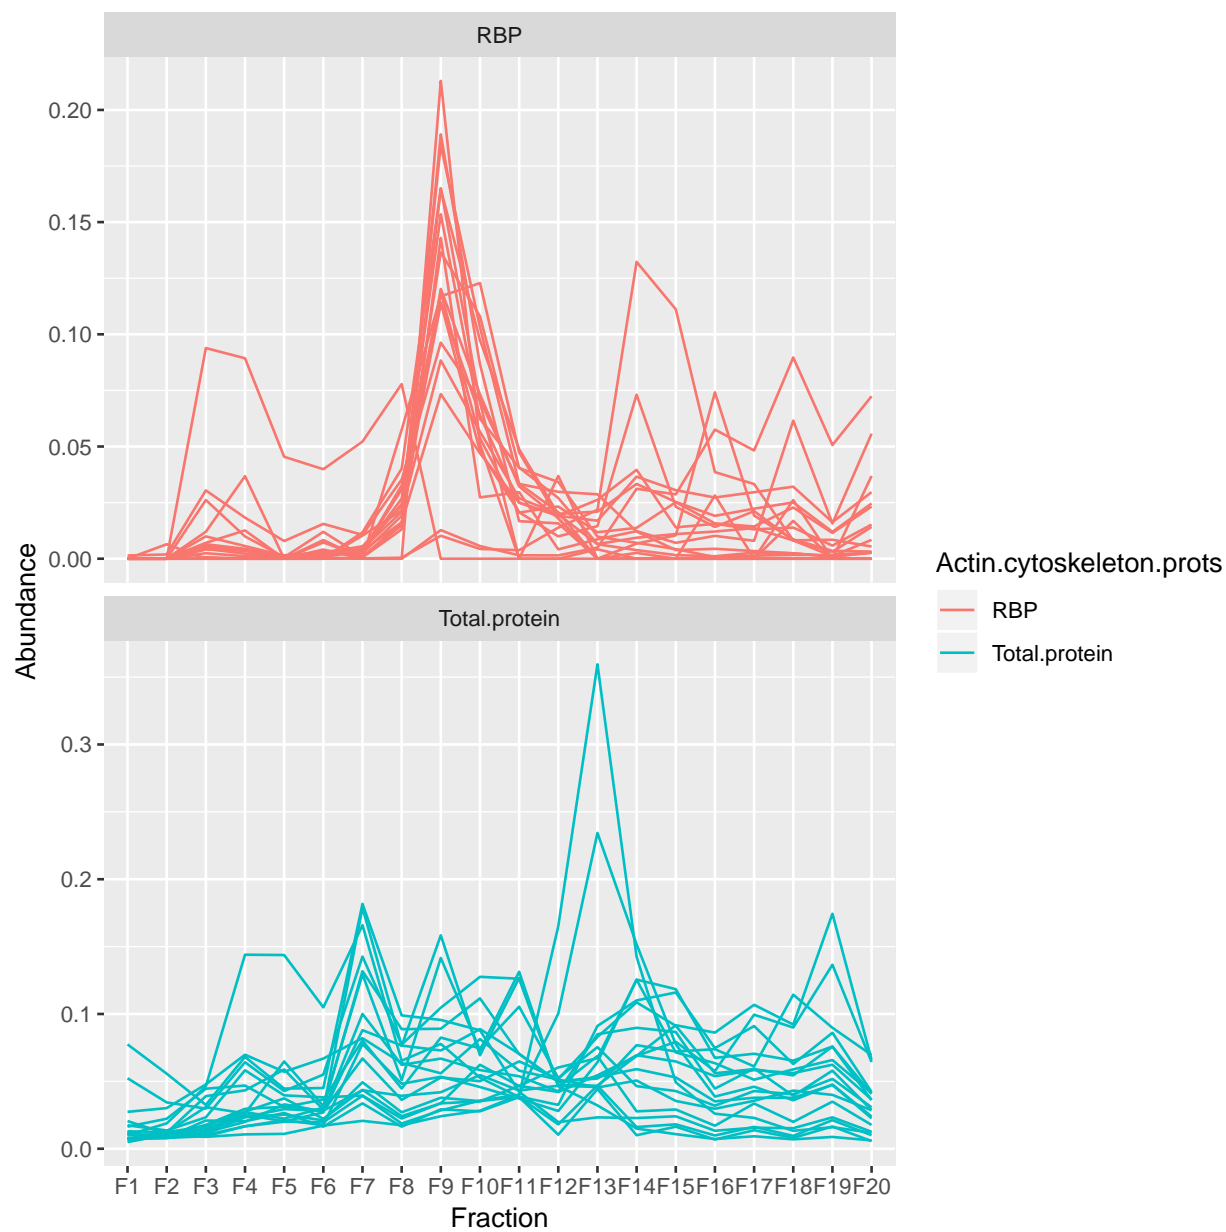 RBP
0.20
0.15
0.10
0.05
0.00
Total.protein
0.3
0.2
0.1
0.0
Abundance
F1 F2 F3 F4 F5 F6 F7 F8 F9 F10 F11 F12 F13 F14 F15 F16 F17 F18 F19 F20
Fraction
Actin.cytoskeleton.prots
RBP
Total.protein